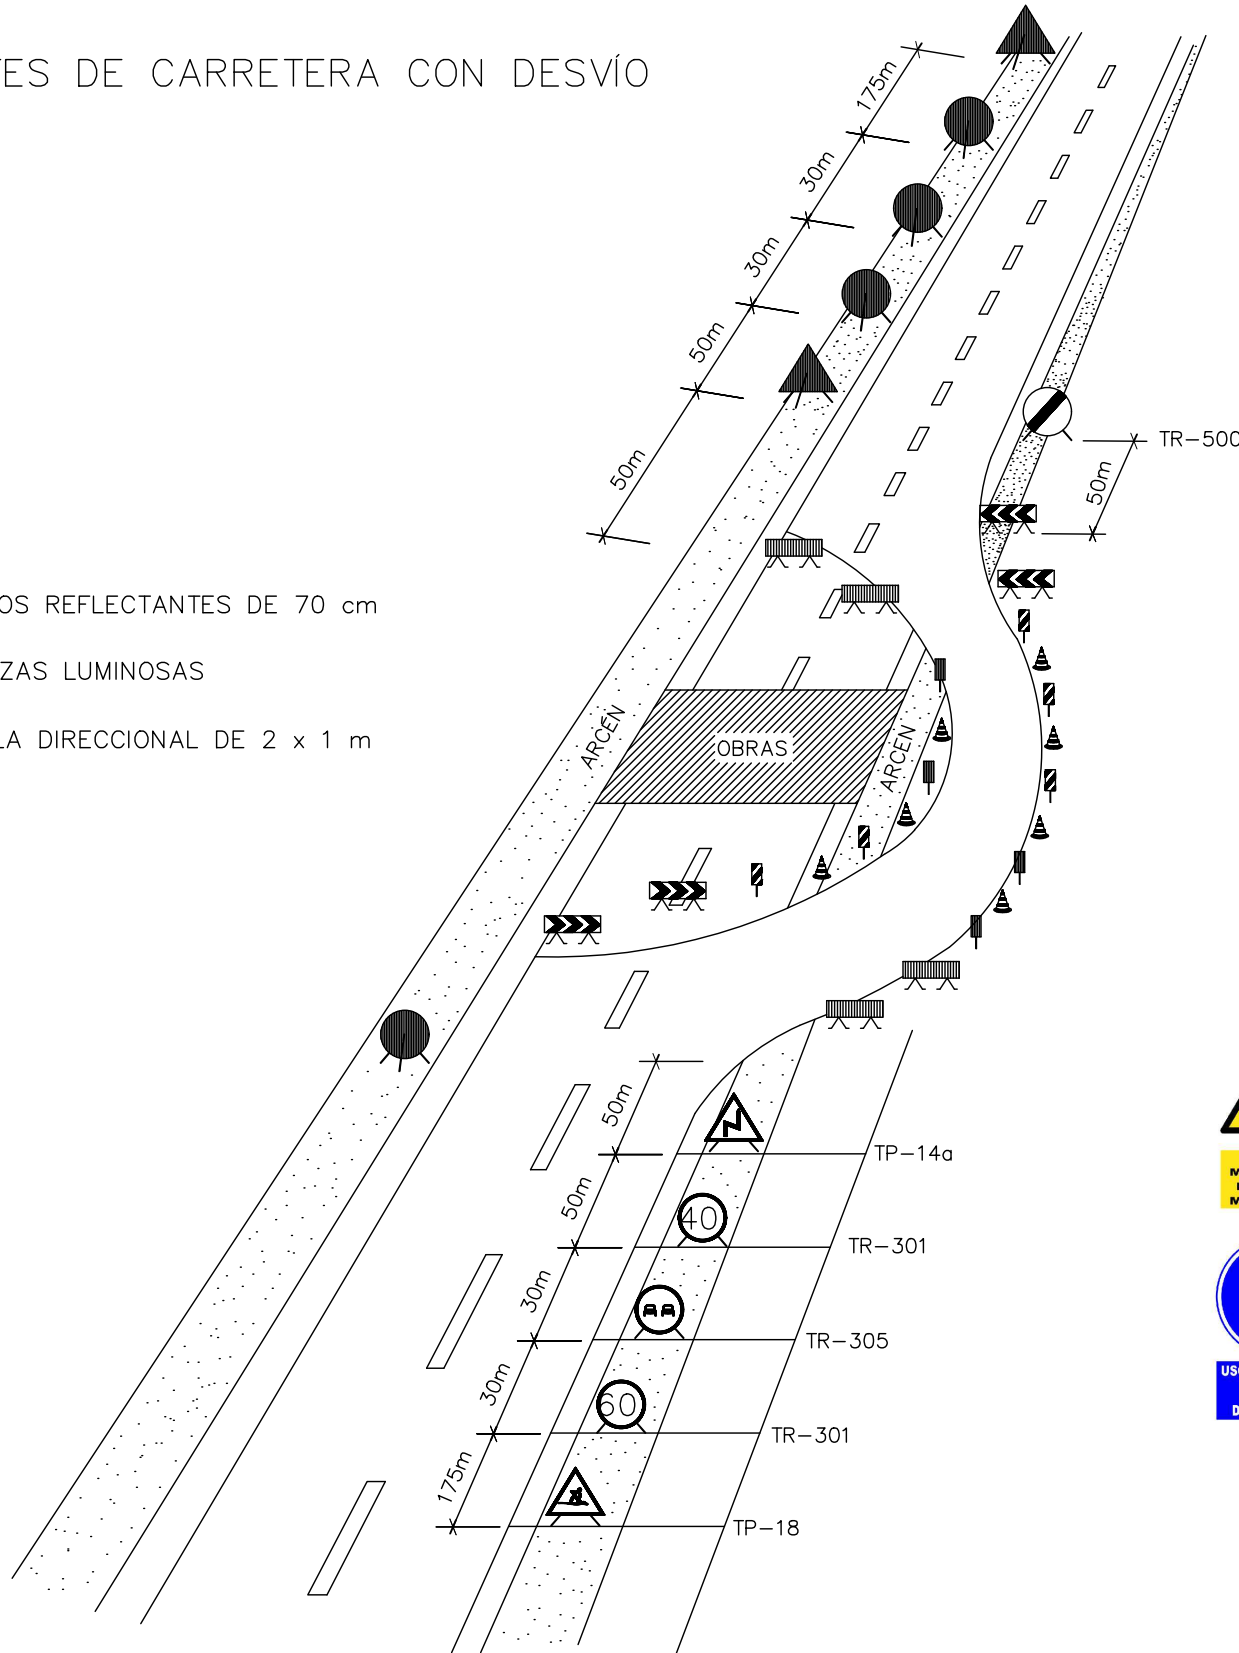 TES DE CARRETERA CON DESVÍO
175m
30m
30m
50m
50m
TR-500
50m
OS REFLECTANTES DE 70 cm
ZAS LUMINOSAS
LA DIRECCIONAL DE 2 x 1 m
ARCÉN
OBRAS
ARCÉN
50m
TP-14a
50m
40
TR-301
30m
TR-305
30m
60
TR-301
175m
TP-18
USO